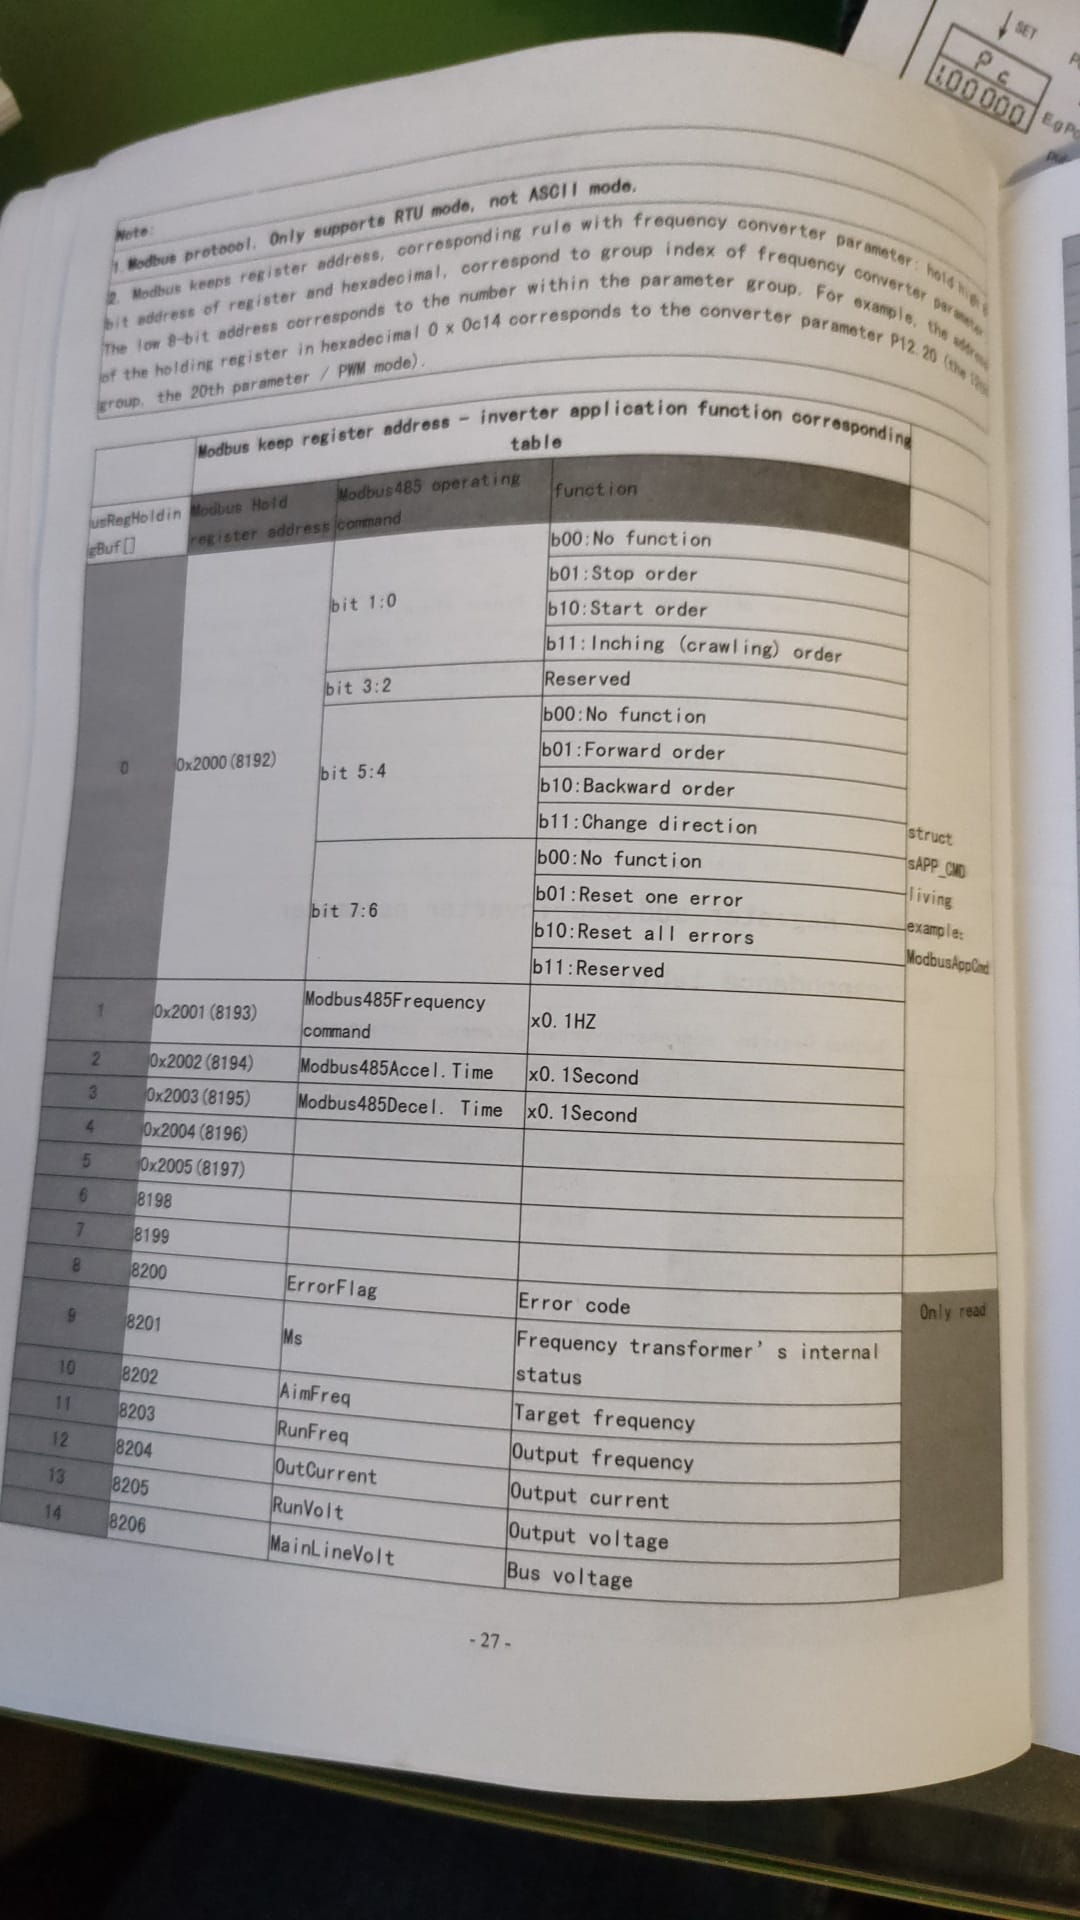 SET
P c
1.00000
E.g
Note:
1. Modbus protocol. Only supports RTU mode, not ASCII mode.
2. Modbus keeps register address, corresponding rule with frequency converter parameter: hold high 8
bit address of register and hexadecimal, correspond to group index of frequency converter parameter.
The low 8-bit address corresponds to the number within the parameter group. For example, the address
of the holding register in hexadecimal 0 x 0c14 corresponds to the converter parameter P12.20 (the 12th
group, the 20th parameter / PWM mode).
Modbus keep register address - inverter application function corresponding
table
usRegHoldin
gBuf[]
Modbus Hold
register address
Modbus485 operating
command
function
0
0x2000(8192)
bit 1:0
b00:No function
b01:Stop order
b10:Start order
b11:Inching (crawling) order
bit 3:2
Reserved
bit 5:4
b00:No function
b01:Forward order
b10:Backward order
b11:Change direction
bit 7:6
b00:No function
b01:Reset one error
b10:Reset all errors
b11:Reserved
struct
sAPP_CMD
living
example:
ModbusAppCmd
1 0x2001(8193) Modbus485Frequency
command x0.1HZ
2 0x2002(8194) Modbus485Accel.Time x0.1Second
3 0x2003(8195) Modbus485Decel. Time x0.1Second
4 0x2004(8196)
5 0x2005(8197)
6 8198
7 8199
8 8200 ErrorFlag Error code
Only read
9 8201 Ms Frequency transformer's internal
status
10 8202 AimFreq Target frequency
11 8203 RunFreq Output frequency
12 8204 OutCurrent Output current
13 8205 RunVolt Output voltage
14 8206 MainLineVolt Bus voltage
-27-